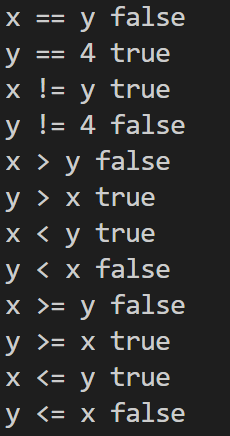 x == y false
y == 4 true
x != y true
y != 4 false
x > y false
y > x true
x < y true
y < x false
x >= y false
y >= x true
x <= y true
y <= x false